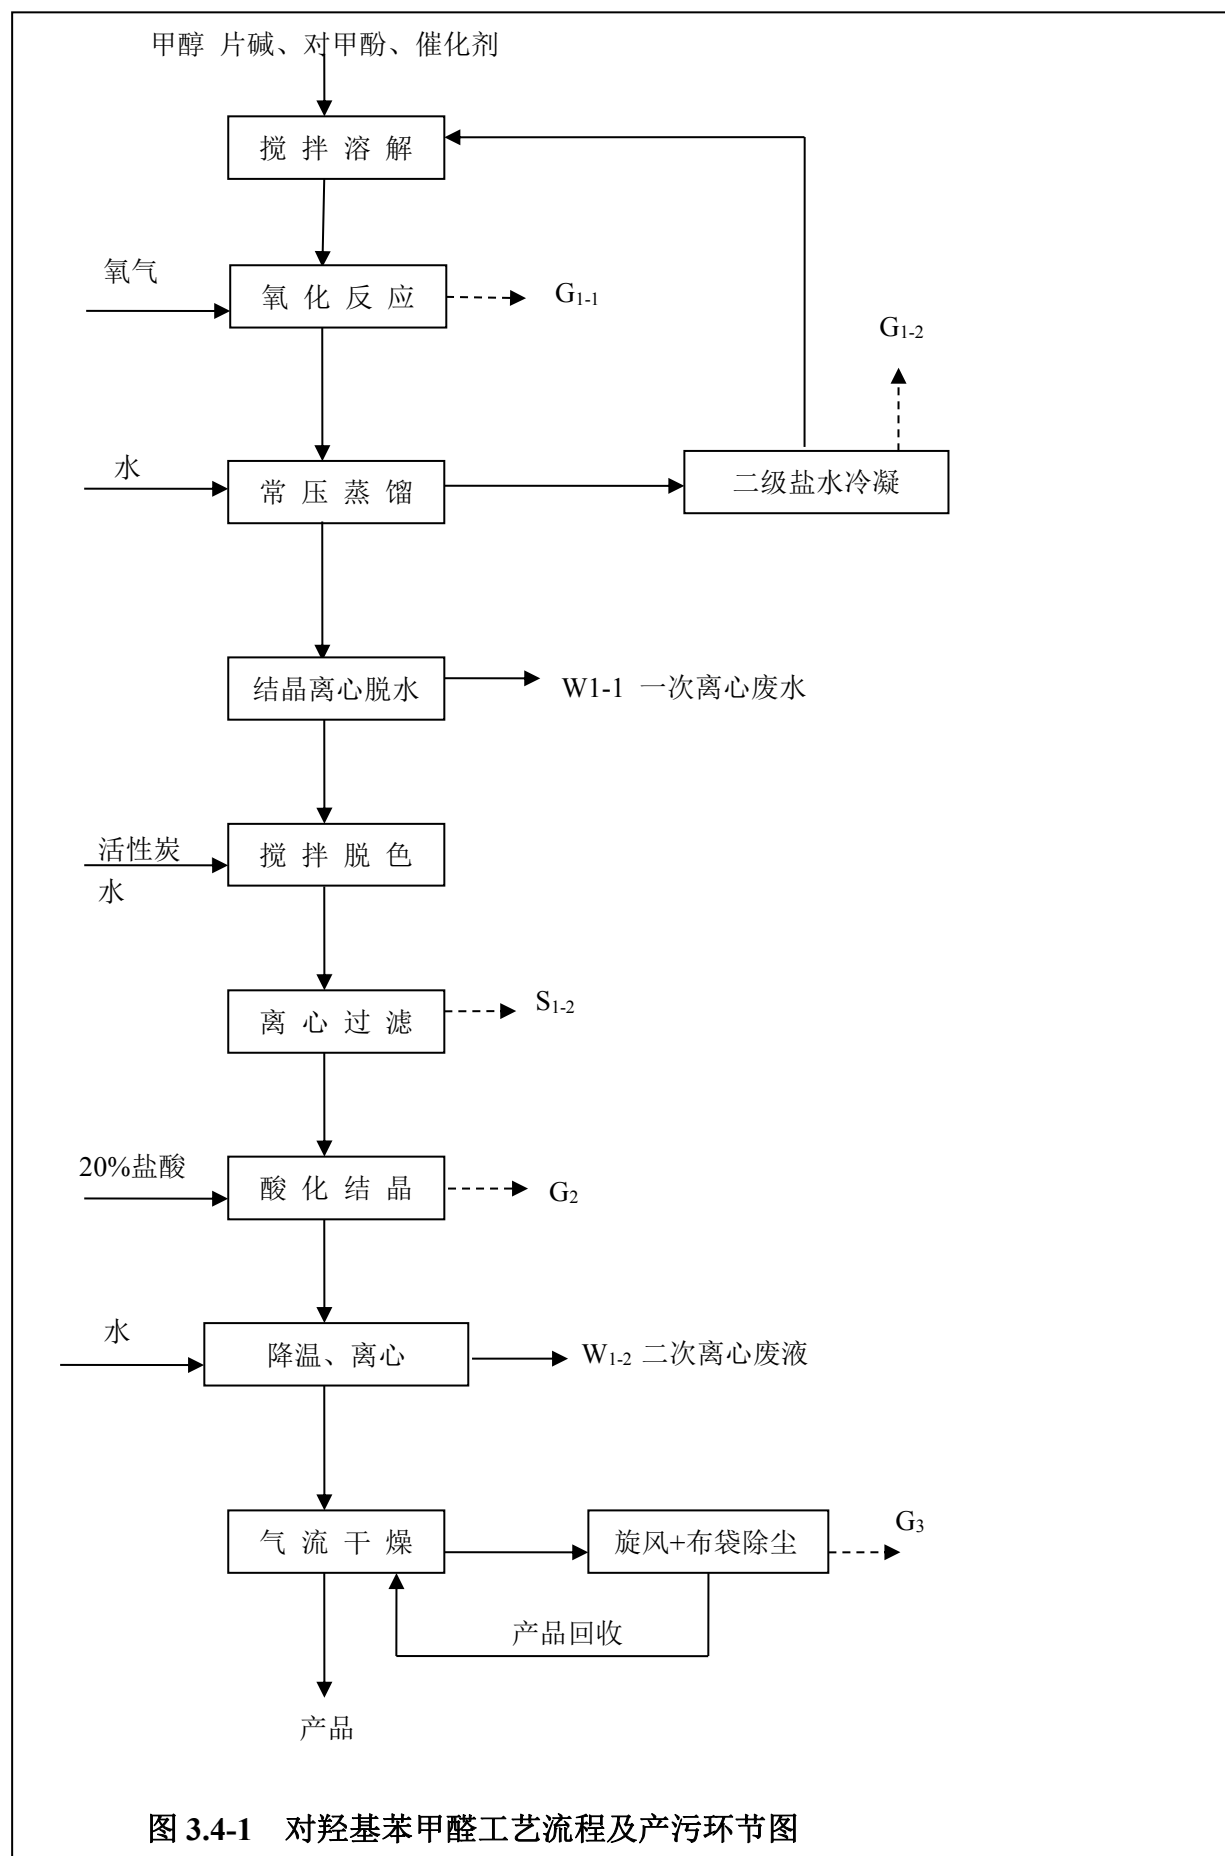 甲醇 片碱、对甲酚、催化剂
搅 拌 溶 解
氧气
氧 化 反 应
G1-1
G1-2
水
常 压 蒸 馏
二级盐水冷凝
结晶离心脱水
W1-1 一次离心废水
活性炭
水
搅 拌 脱 色
离 心 过 滤
S1-2
20%盐酸
酸 化 结 晶
G2
水
降温、离心
W1-2 二次离心废液
气 流 干 燥
旋风+布袋除尘
G3
产品回收
产品
图 3.4-1 对羟基苯甲醛工艺流程及产污环节图